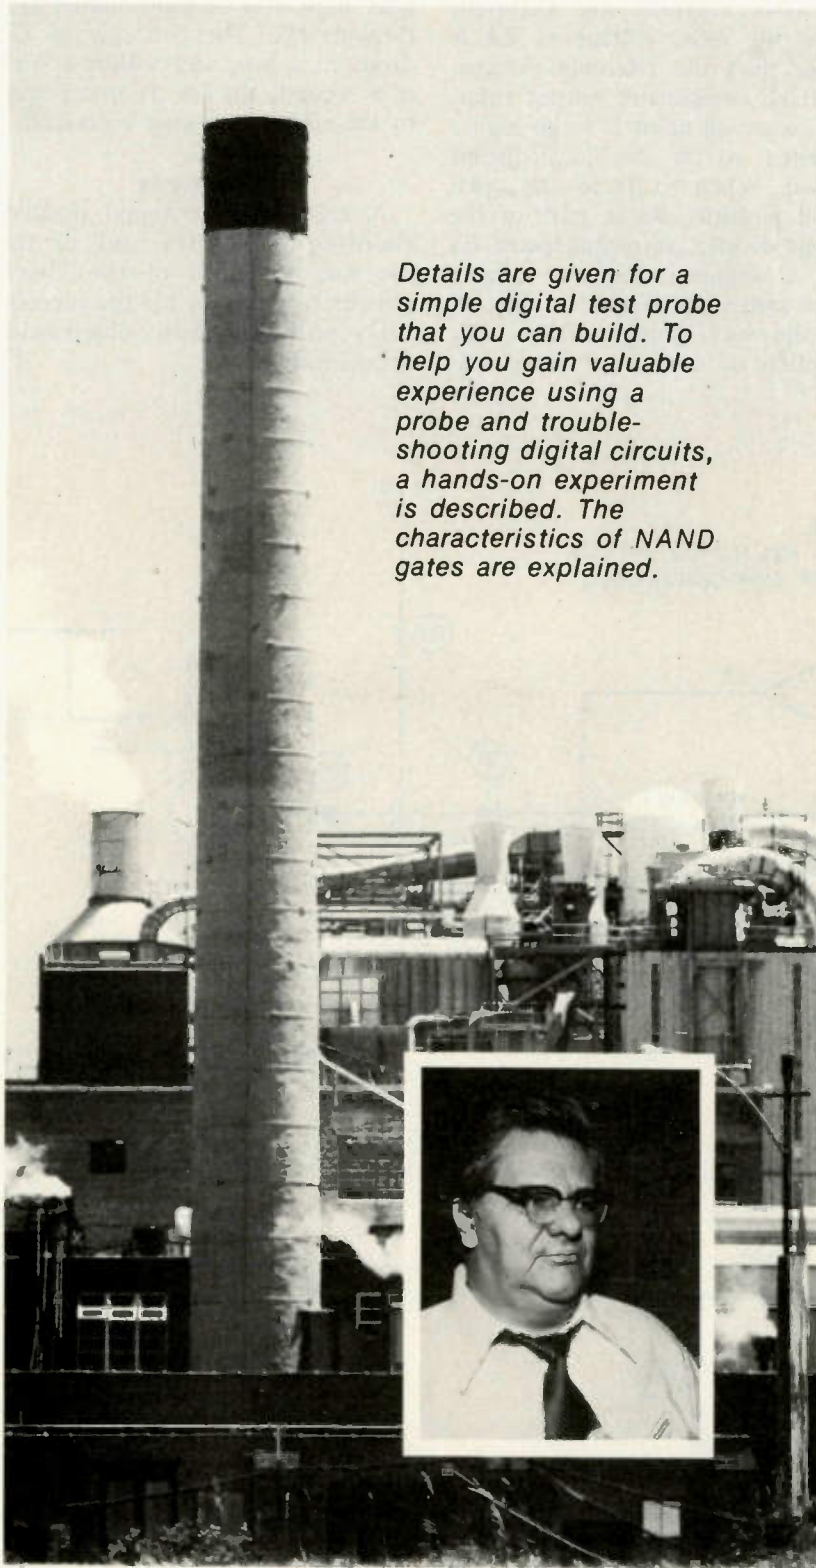 Details are given for a
simple digital test probe
that you can build. To
help you gain valuable
experience using a
probe and trouble-
shooting digital circuits,
a hands-on experiment
is described. The
characteristics of NAND
gates are explained.